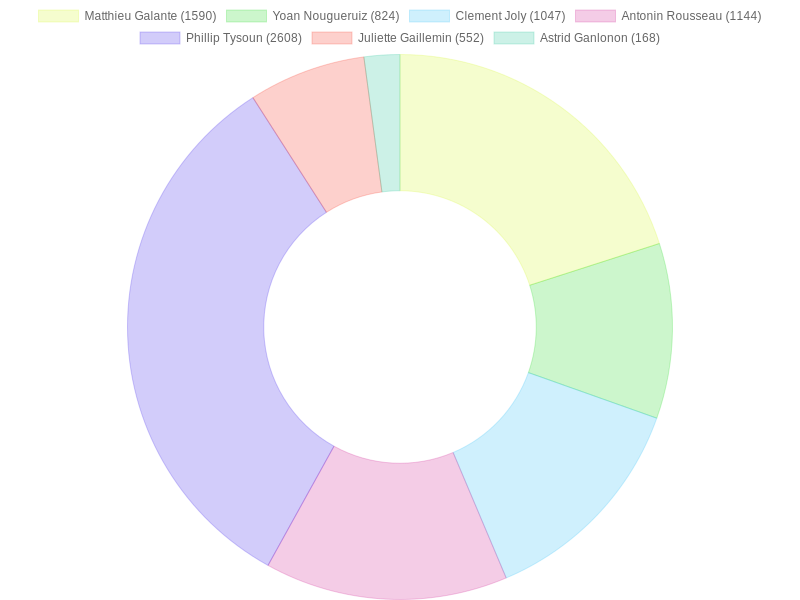 Matthieu Galante (1590) Yoan Nougueruiz (824) Clement Joly (1047) Antonin Rousseau (1144)
Phillip Tysoun (2608) Juliette Gaillemin (552) Astrid Ganlonon (168)